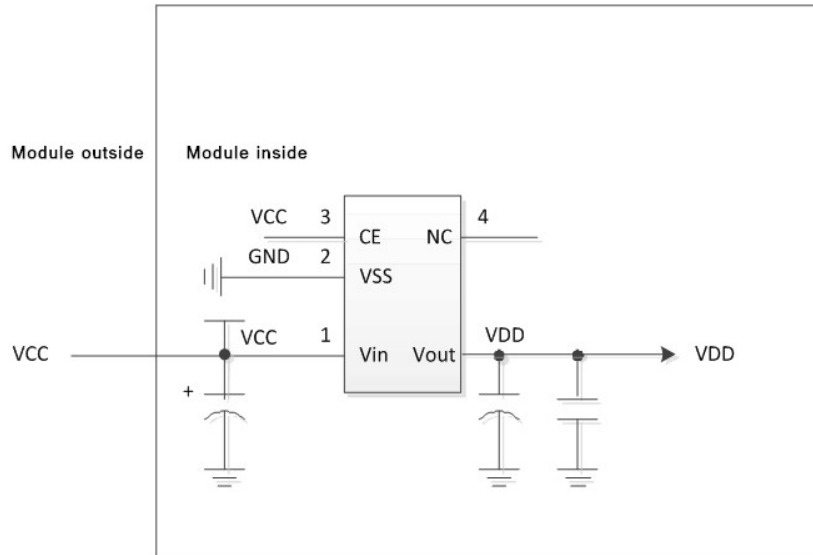 Module outside
Module inside
VCC 3
CE
NC
4
GND 2
VSS
VCC
VCC 1
Vin
Vout
VDD
VDD
+